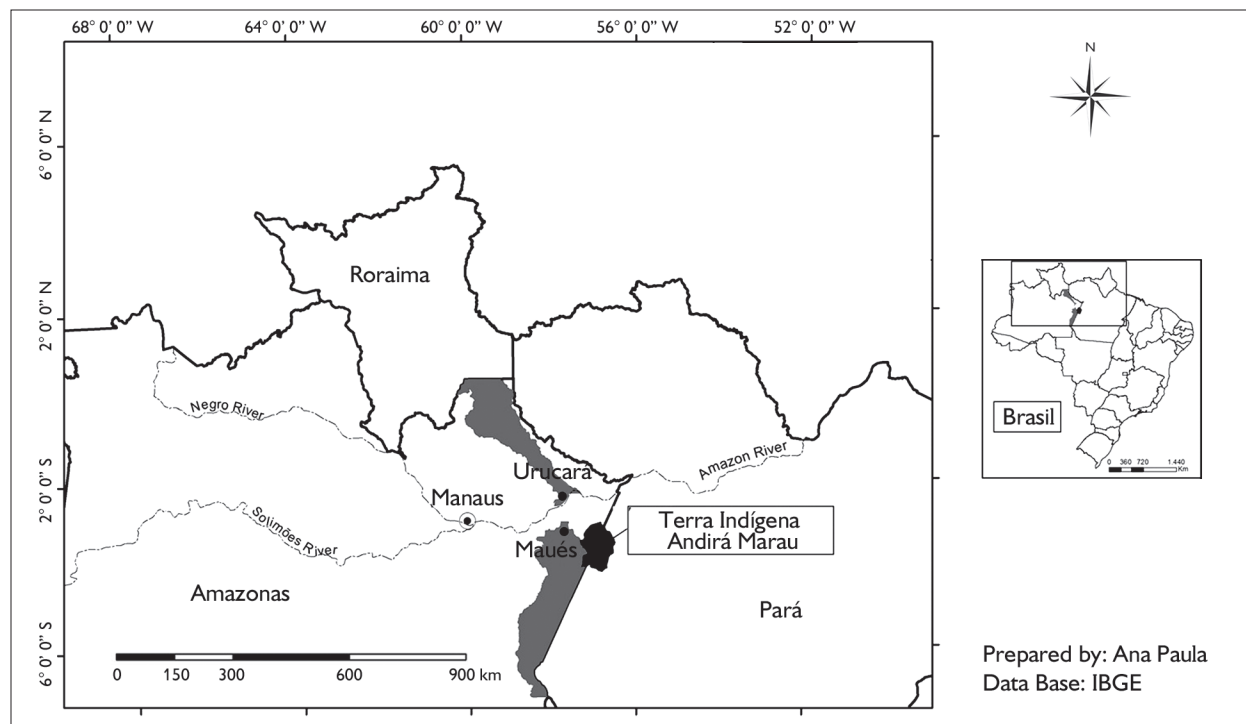 68° 0' 0'' W 64° 0' 0'' W 60° 0' 0'' W 56° 0' 0'' W 52° 0' 0'' W
N
6° 0' 0'' N
Roraima
2° 0' 0'' N
Negro River
Brasil
Amazon River
0 360 720 1.440
Km
Urucará
2° 0' 0'' S
Manaus
Solimões River
Terra Indígena
Andirá Marau
Maués
Amazonas
Pará
6° 0' 0'' S
0 150 300 600 900 km
Prepared by: Ana Paula
Data Base: IBGE